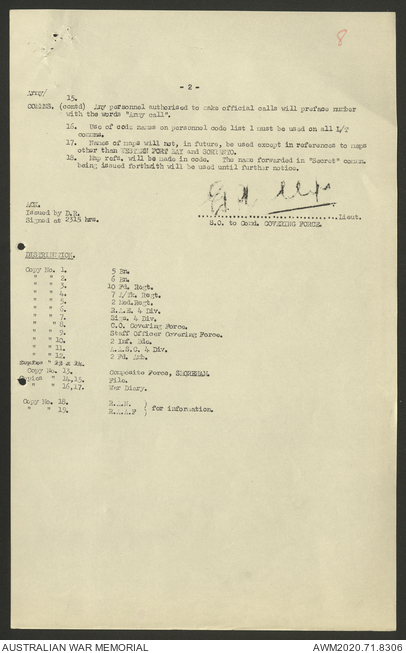 8
- 2 -
Army/
15.
COMMNS. (contd) Any personnel authorised to make official calls will preface number
with the words "Army call".
16. Use of code names on personnel code list 1 must be used on all L/T
comms.
17. Names of maps will not, in future, be used except in references to maps
other than WESTERN PORT BAY and SORRENTO.
18. Map refs. will be made in code. The name forwarded in "Secret" commn.
being issued forthwith will be used until further notice.
ACK.
Issued by D.R.
Signed at 2315 hrs.
Lieut.
S.O. to Comd. COVERING FORCE.
DISTRIBUTION.
Copy No. 1. 5 Bn.
" " 2. 6 Bn.
" " 3. 10 Fd. Regt.
" " 4.
" " 5. 2 Med.Regt.
" " 6. R.A.E. 4 Div.
" " 7. Sigs. 4 Div.
" " 8. C.O. Covering Force.
" " 9. Staff Officer Covering Force.
" " 10. 2 Inf. Bde.
" " 11. A.A.S.C. 4 Div.
" " 12. 2 Fd. Amb.
Copy No. 13. Composite Force, SHOREHAM.
Copies " 14,15. File.
" " 16,17. War Diary.
Copy No. 18. R.A.N. } for information.
" " 19. R.A.A.F
AUSTRALIAN WAR MEMORIAL
AWM2020.71.8306